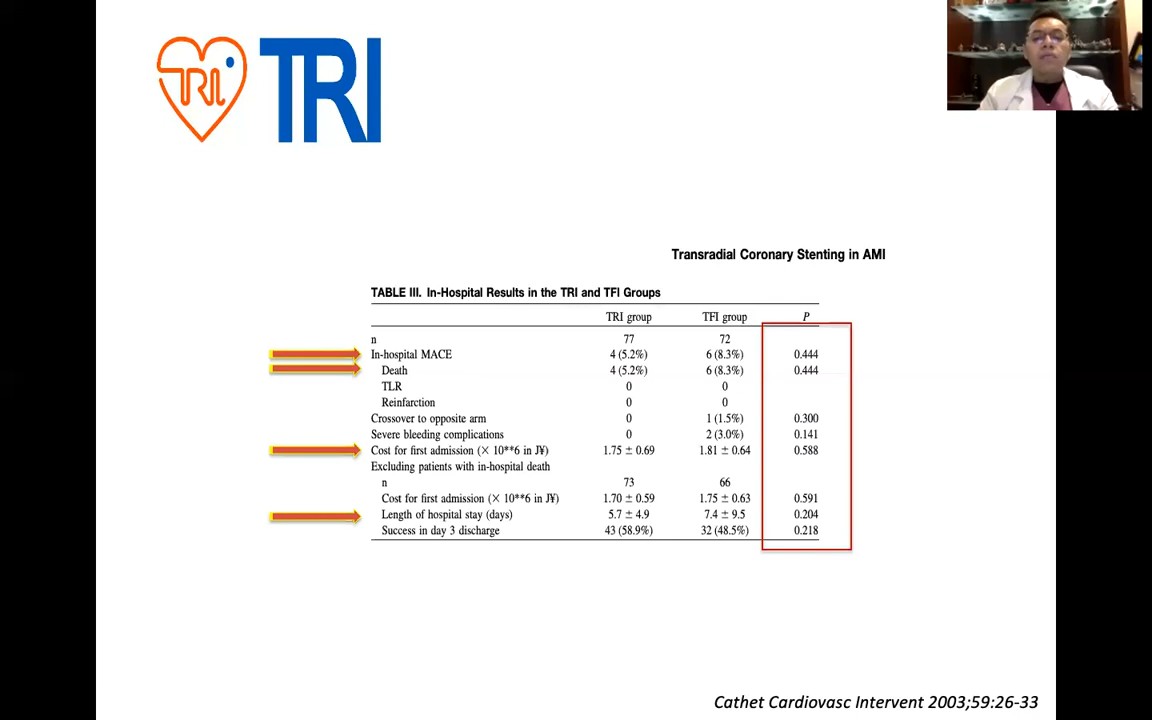 TRI TRI
Transradial Coronary Stenting in AMI
TABLE III. In-Hospital Results in the TRI and TFI Groups
TRI group TFI group P
n 77 72
In-hospital MACE 4 (5.2%) 6 (8.3%) 0.444
Death 4 (5.2%) 6 (8.3%) 0.444
TLR 0 0
Reinfarction 0 0
Crossover to opposite arm 0 1 (1.5%) 0.300
Severe bleeding complications 0 2 (3.0%) 0.141
Cost for first admission (× 10**6 in J¥) 1.75 ± 0.69 1.81 ± 0.64 0.588
Excluding patients with in-hospital death
n 73 66
Cost for first admission (× 10**6 in J¥) 1.70 ± 0.59 1.75 ± 0.63 0.591
Length of hospital stay (days) 5.7 ± 4.9 7.4 ± 9.5 0.204
Success in day 3 discharge 43 (58.9%) 32 (48.5%) 0.218
Cathet Cardiovasc Intervent 2003;59:26-33